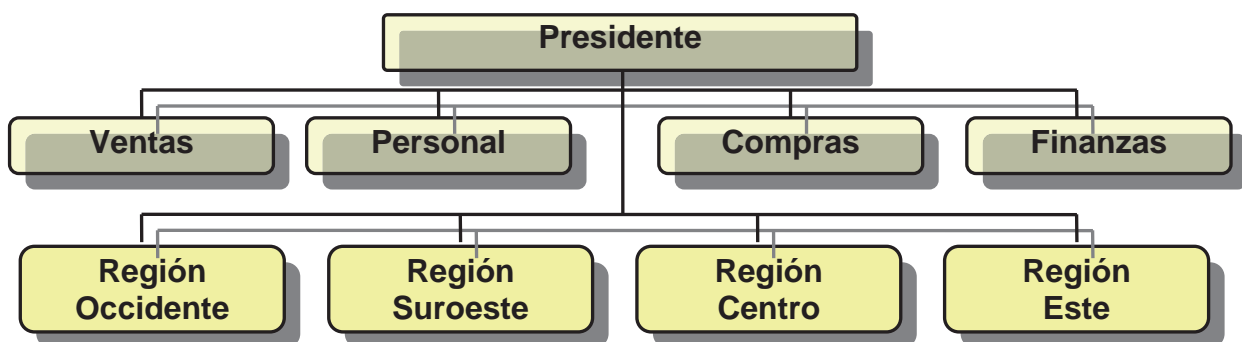 Presidente
Ventas
Personal
Compras
Finanzas
Región
Occidente
Región
Suroeste
Región
Centro
Región
Este